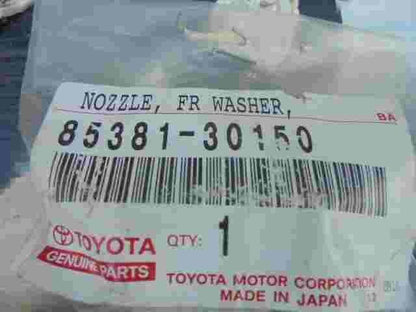 NOZZLE, FR WASHER,
BA
85381-30150
TOYOTA QTY: 1
GENUINE PARTS
TOYOTA MOTOR CORPORATION
MADE IN JAPAN